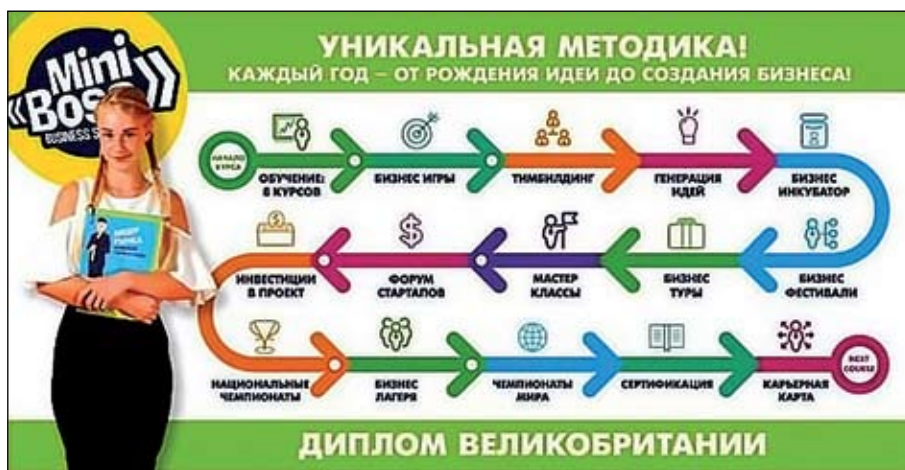 Mini
Boss
BUSINESS S
УНИКАЛЬНАЯ МЕТОДИКА!
КАЖДЫЙ ГОД – ОТ РОЖДЕНИЯ ИДЕИ ДО СОЗДАНИЯ БИЗНЕСА!
НАЧАЛО
КУРСА
ОБУЧЕНИЕ:
8 КУРСОВ
БИЗНЕС ИГРЫ
ТИМБИЛДИНГ
ГЕНЕРАЦИЯ
ИДЕЙ
БИЗНЕС
ИНКУБАТОР
ИНВЕСТИЦИИ
В ПРОЕКТ
ФОРУМ
СТАРТАПОВ
МАСТЕР
КЛАССЫ
БИЗНЕС
ТУРЫ
БИЗНЕС
ФЕСТИВАЛИ
НАЦИОНАЛЬНЫЕ
ЧЕМПИОНАТЫ
БИЗНЕС
ЛАГЕРЯ
ЧЕМПИОНАТЫ
МИРА
СЕРТИФИКАЦИЯ
КАРЬЕРНАЯ
КАРТА
NEXT
COURSE
ДИПЛОМ ВЕЛИКОБРИТАНИИ